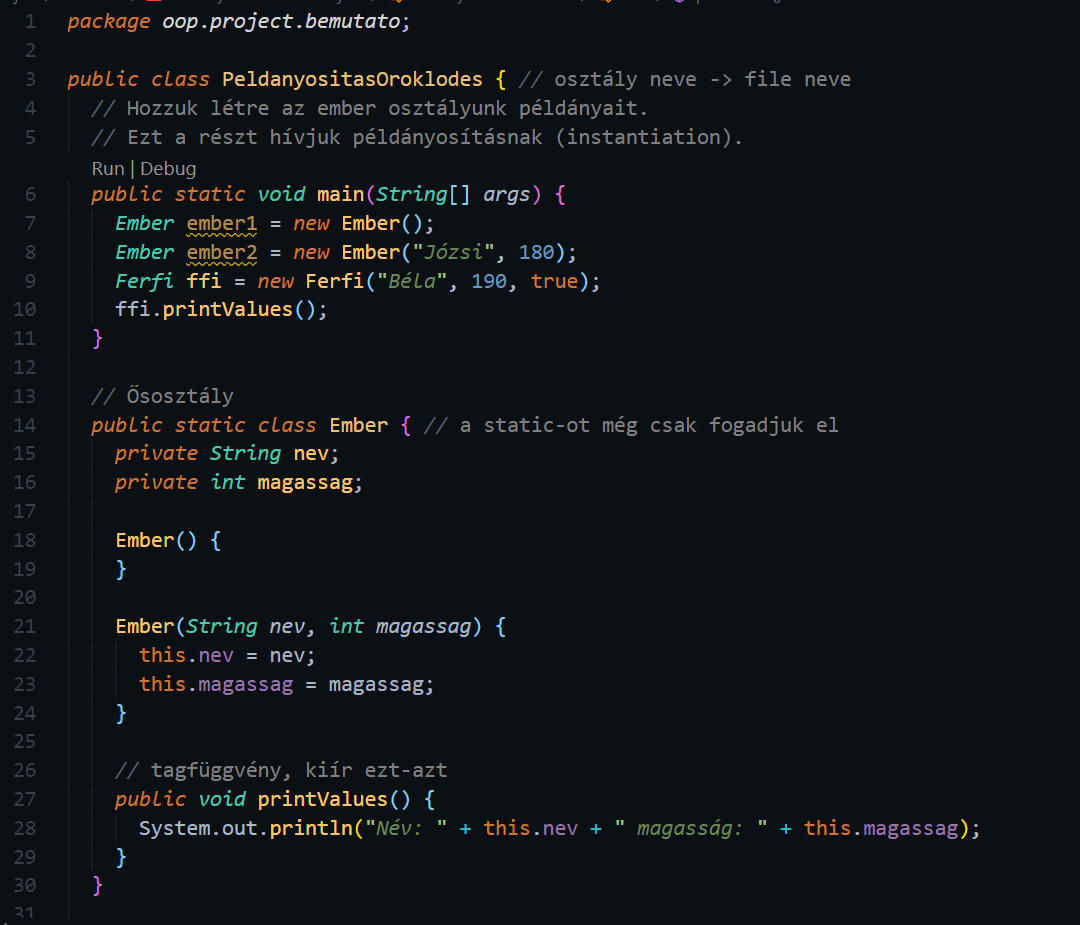 1 package oop.project.bemutato;
2
3 public class PeldanyositasOroklodes { // osztály neve -> file neve
4 // Hozzuk létre az ember osztályunk példányait.
5 // Ezt a részt hívjuk példányosításnak (instantiation).
Run | Debug
6 public static void main(String[] args) {
7 Ember ember1 = new Ember();
8 Ember ember2 = new Ember("Józsi", 180);
9 Ferfi ffi = new Ferfi("Béla", 190, true);
10 ffi.printValues();
11 }
12
13 // Ősosztály
14 public static class Ember { // a static-ot még csak fogadjuk el
15 private String nev;
16 private int magassag;
17
18 Ember() {
19 }
20
21 Ember(String nev, int magassag) {
22 this.nev = nev;
23 this.magassag = magassag;
24 }
25
26 // tagfüggvény, kiír ezt-azt
27 public void printValues() {
28 System.out.println("Név: " + this.nev + " magasság: " + this.magassag);
29 }
30 }
31